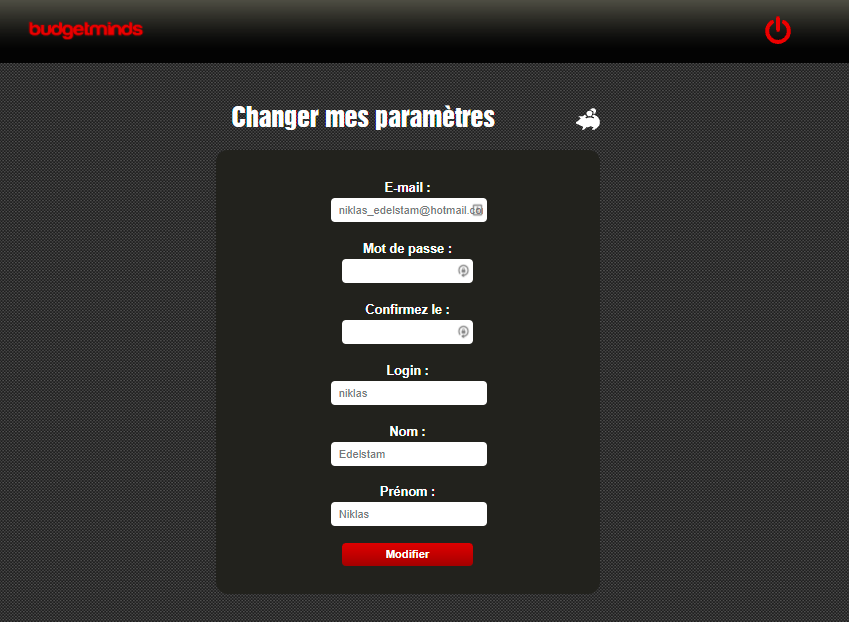 budgetminds
Changer mes paramètres
E-mail :
niklas_edelstam@hotmail.co
Mot de passe :
Confirmez le :
Login :
niklas
Nom :
Edelstam
Prénom :
Niklas
Modifier